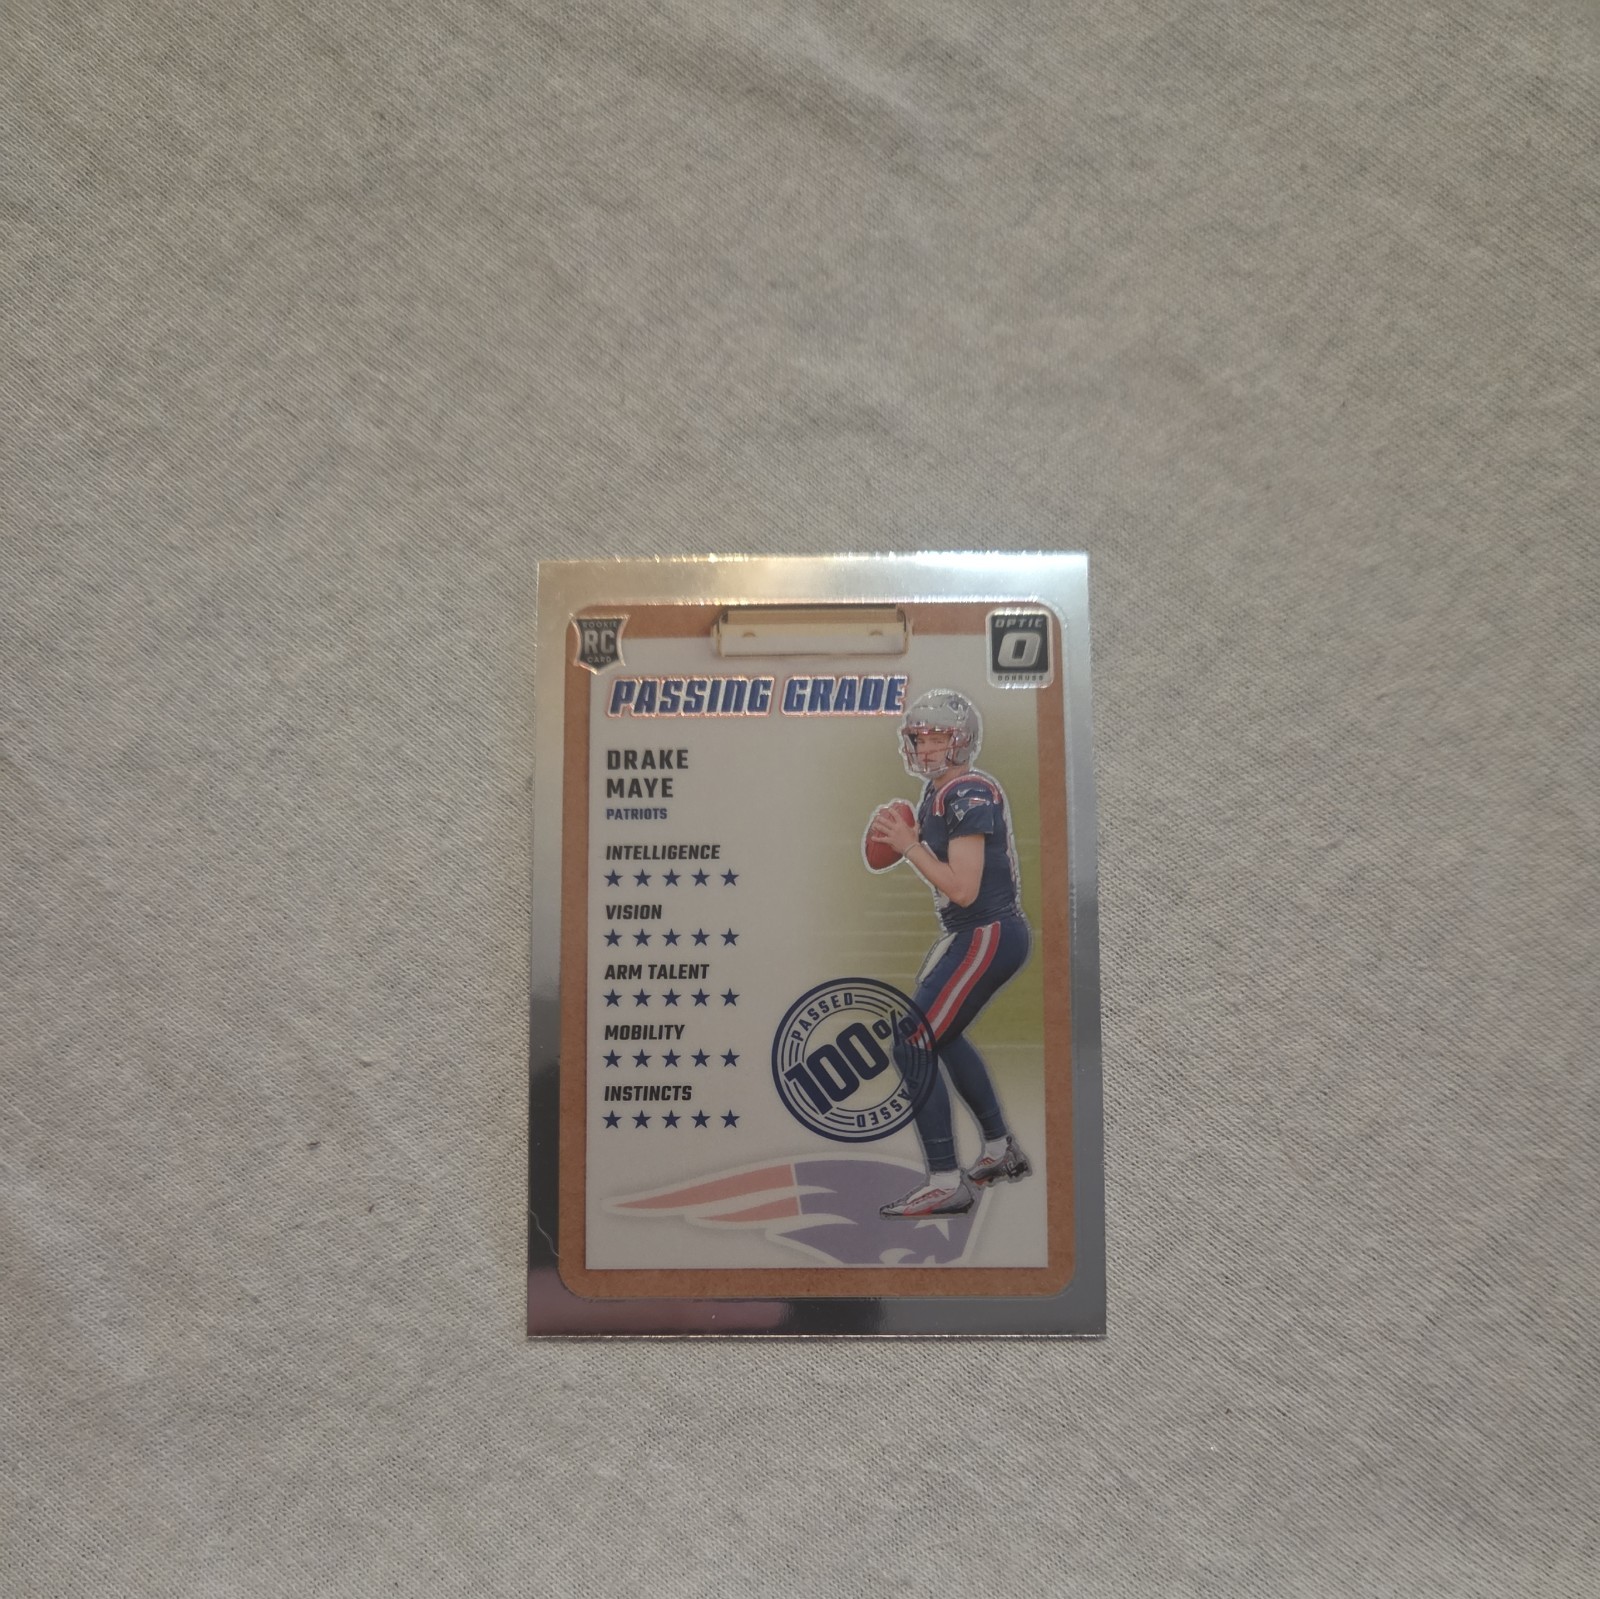 ROOKIE
RC
CARD
OPTIC
O
DONRUSS
PASSING GRADE
DRAKE
MAYE
PATRIOTS
INTELLIGENCE
★ ★ ★ ★ ★
VISION
★ ★ ★ ★ ★
ARM TALENT
★ ★ ★ ★ ★
MOBILITY
★ ★ ★ ★ ★
INSTINCTS
★ ★ ★ ★ ★
PASSED
100%
PASSED